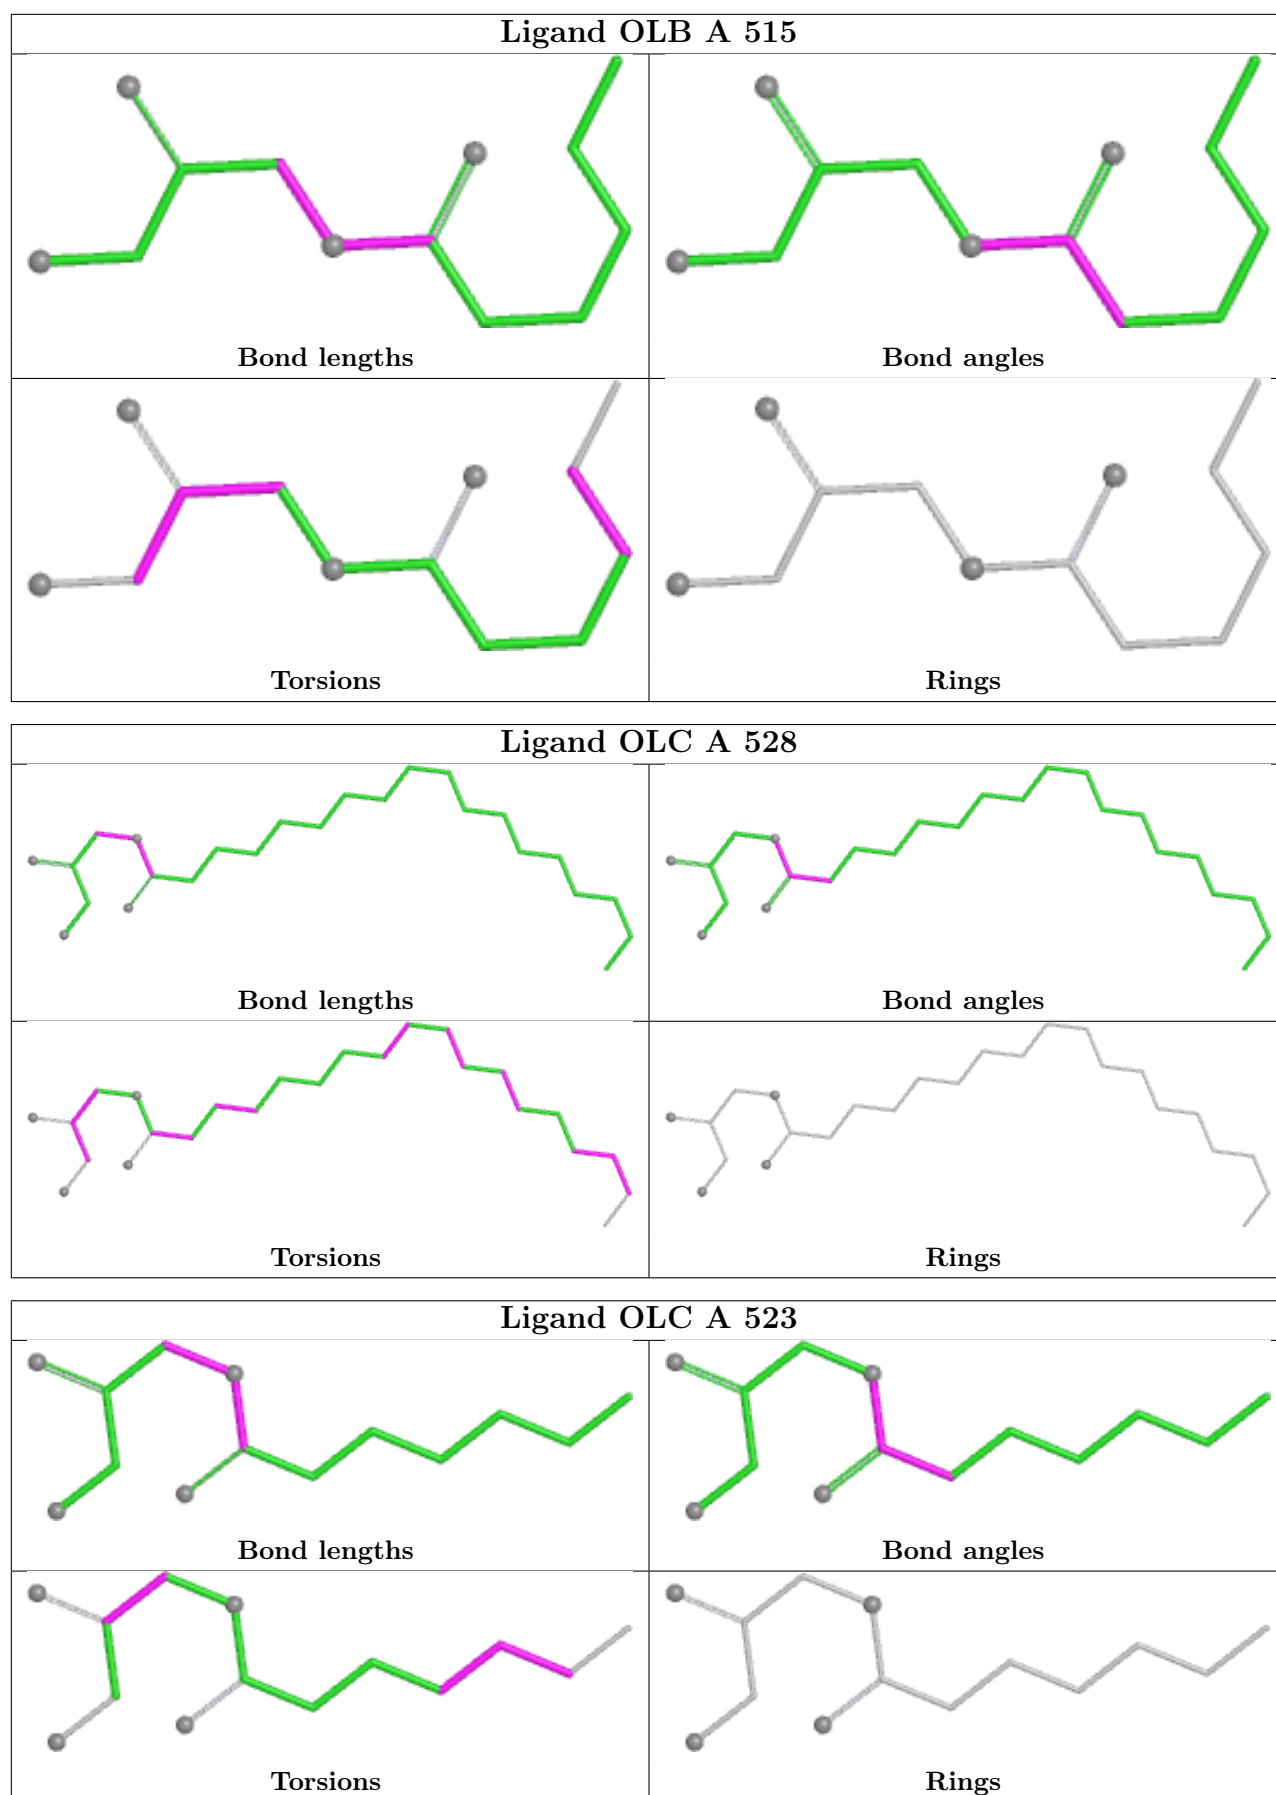 Ligand OLB A 515
Bond lengths
Bond angles
Torsions
Rings
Ligand OLC A 528
Bond lengths
Bond angles
Torsions
Rings
Ligand OLC A 523
Bond lengths
Bond angles
Torsions
Rings